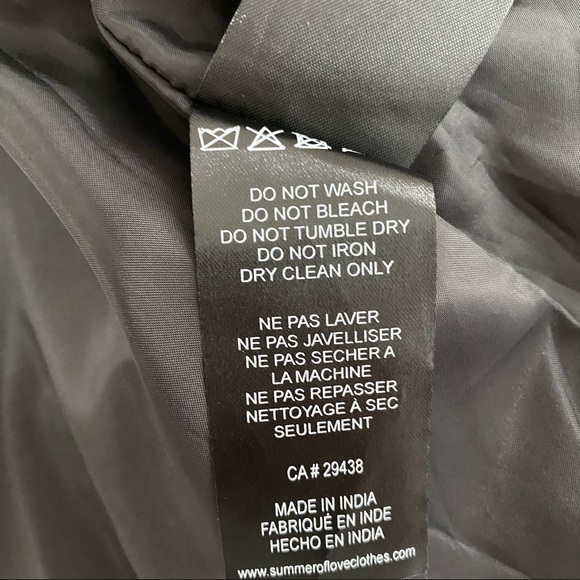 DO NOT WASH
DO NOT BLEACH
DO NOT TUMBLE DRY
DO NOT IRON
DRY CLEAN ONLY
NE PAS LAVER
NE PAS JAVELLISER
NE PAS SECHER A
LA MACHINE
NE PAS REPASSER
NETTOYAGE À SEC
SEULEMENT
CA # 29438
MADE IN INDIA
FABRIQUÉ EN INDE
HECHO EN INDIA
www.summerofloveclothes.com